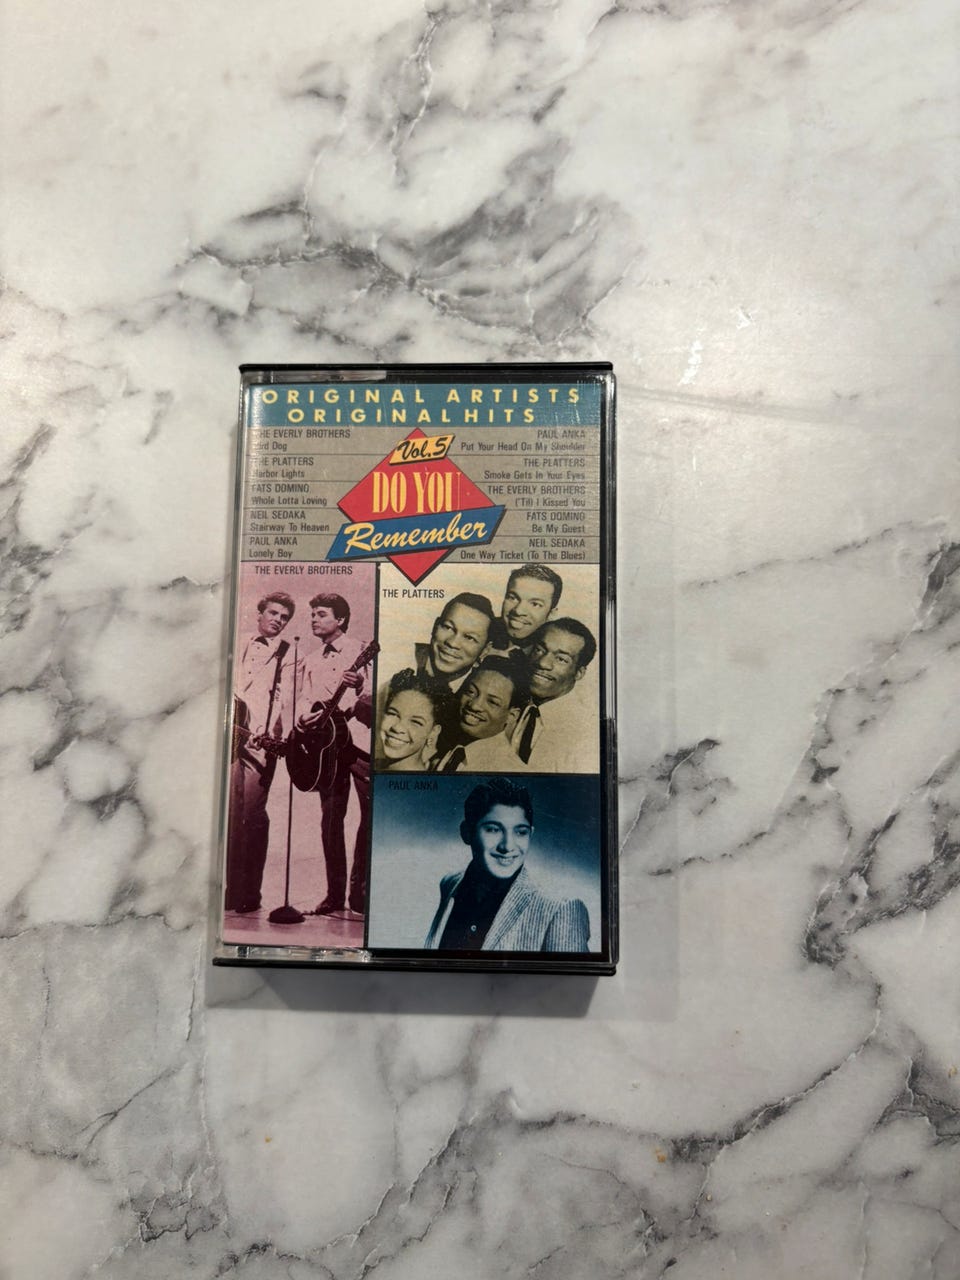 ORIGINAL ARTISTS
ORIGINAL HITS
THE EVERLY BROTHERS
Bird Dog
THE PLATTERS
Harbor Lights
FATS DOMINO
Whole Lotta Loving
NEIL SEDAKA
Stairway To Heaven
PAUL ANKA
Lonely Boy
Vol. 5
DO YOU
Remember
PAUL ANKA
Put Your Head On My Shoulder
THE PLATTERS
Smoke Gets In Your Eyes
THE EVERLY BROTHERS
('Til) I Kissed You
FATS DOMINO
Be My Guest
NEIL SEDAKA
One Way Ticket (To The Blues)
THE EVERLY BROTHERS
THE PLATTERS
PAUL ANKA